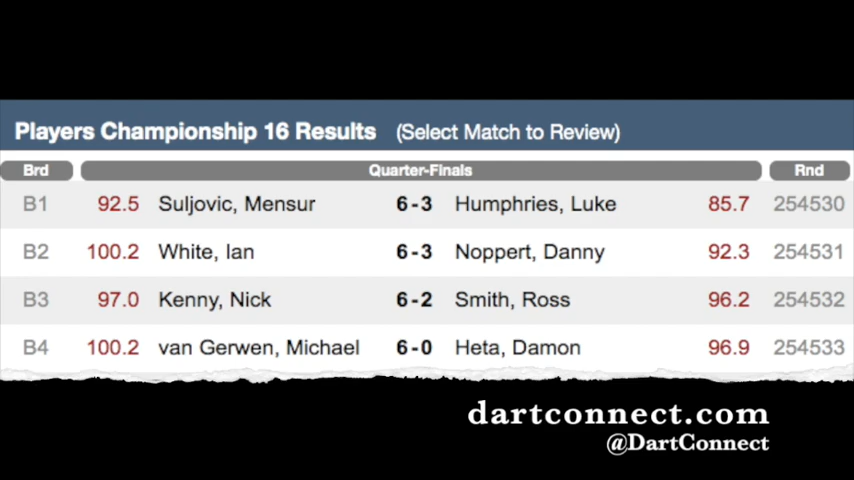 Players Championship 16 Results (Select Match to Review)
Brd Quarter-Finals Rnd
B1 92.5 Suljovic, Mensur 6-3 Humphries, Luke 85.7 254530
B2 100.2 White, Ian 6-3 Noppert, Danny 92.3 254531
B3 97.0 Kenny, Nick 6-2 Smith, Ross 96.2 254532
B4 100.2 van Gerwen, Michael 6-0 Heta, Damon 96.9 254533
dartconnect.com
@DartConnect